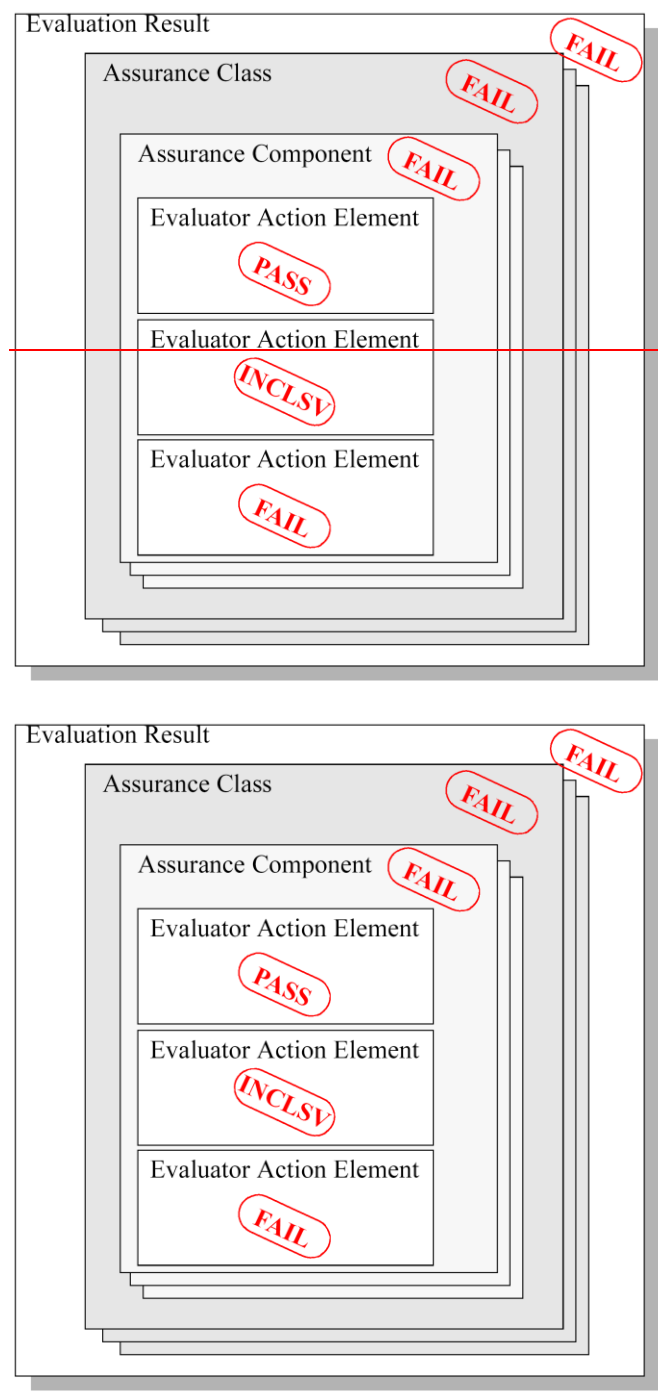 Evaluation Result
FAIL
Assurance Class
FAIL
Assurance Component
FAIL
Evaluator Action Element
PASS
Evaluator Action Element
INCLSV
Evaluator Action Element
FAIL
Evaluation Result
FAIL
Assurance Class
FAIL
Assurance Component
FAIL
Evaluator Action Element
PASS
Evaluator Action Element
INCLSV
Evaluator Action Element
FAIL